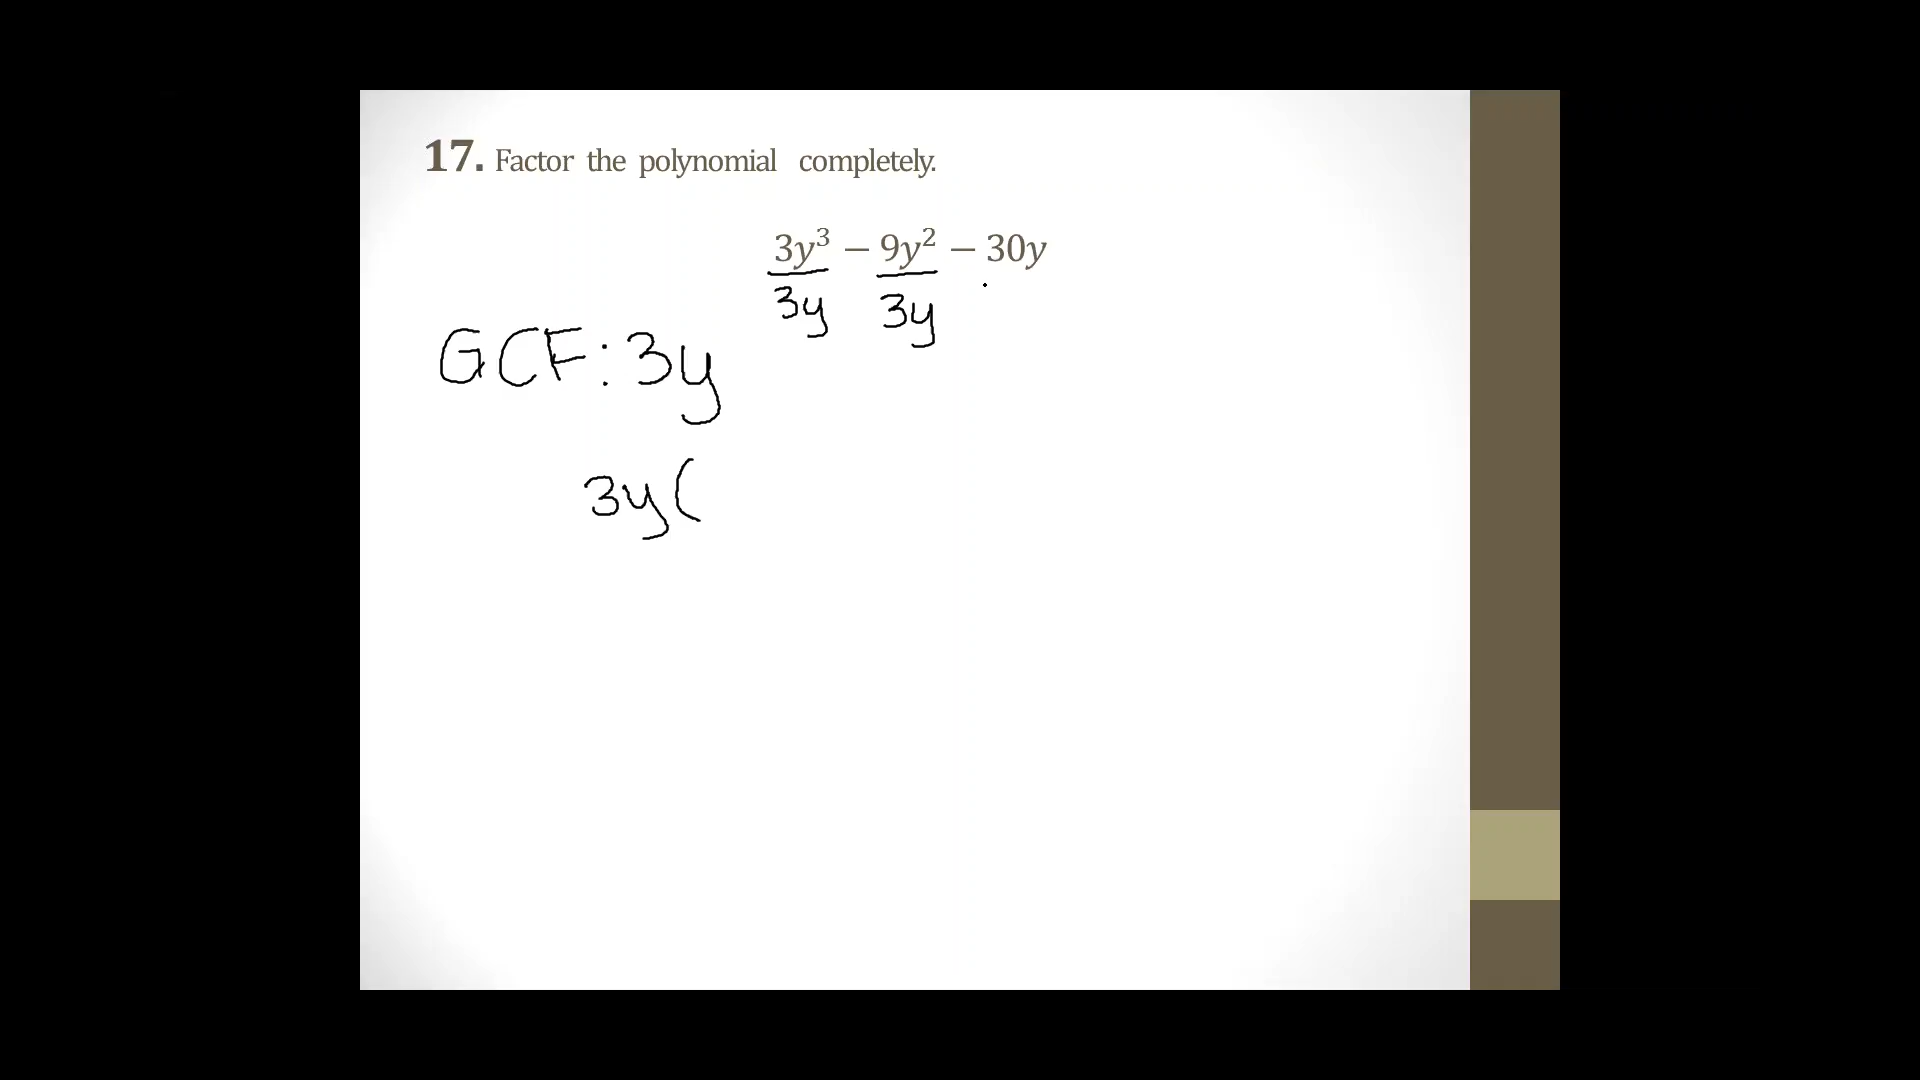 17. Factor the polynomial completely.
3y³ − 9y² − 30y
3y 3y
GCF: 3y
3y(